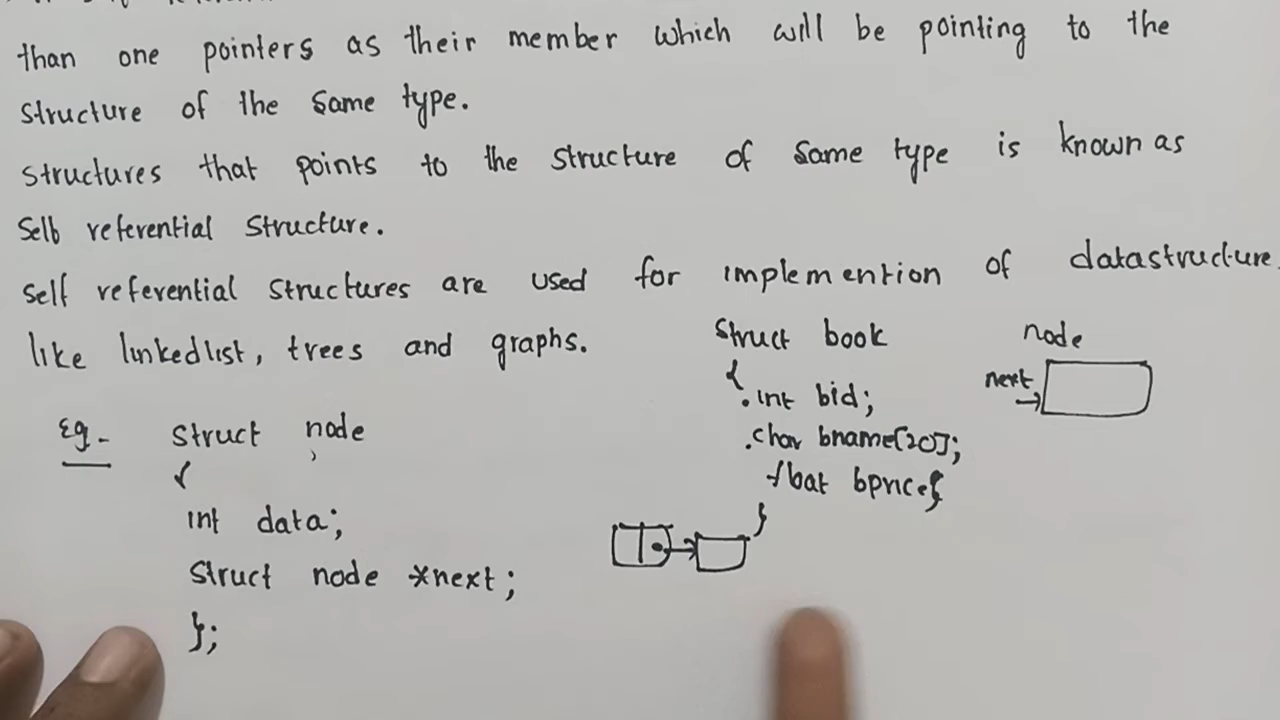 than one pointers as their member which will be pointing to the
structure of the same type.
structures that points to the structure of same type is known as
Self referential structure.
self referential structures are used for implemention of datastructure
like linkedlist, trees and graphs.
Eg- struct node
{
int data;
struct node *next;
};
struct book
{
int bid;
char bname[20];
float bprice;
}
node
next